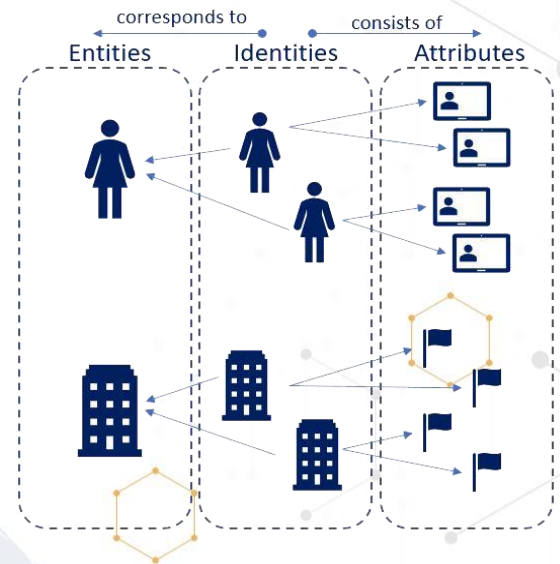 corresponds to
consists of
Entities
Identities
Attributes